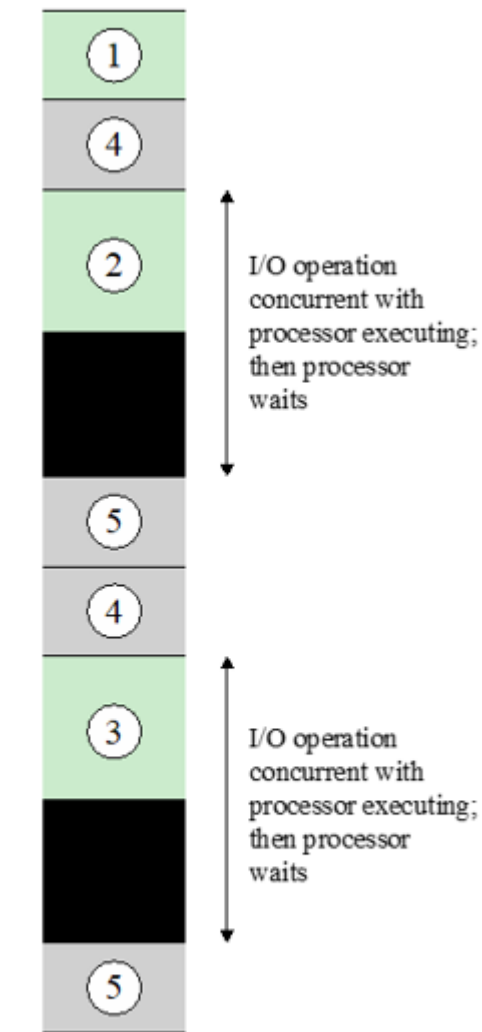 1
4
2
I/O operation
concurrent with
processor executing;
then processor
waits
5
4
3
I/O operation
concurrent with
processor executing;
then processor
waits
5